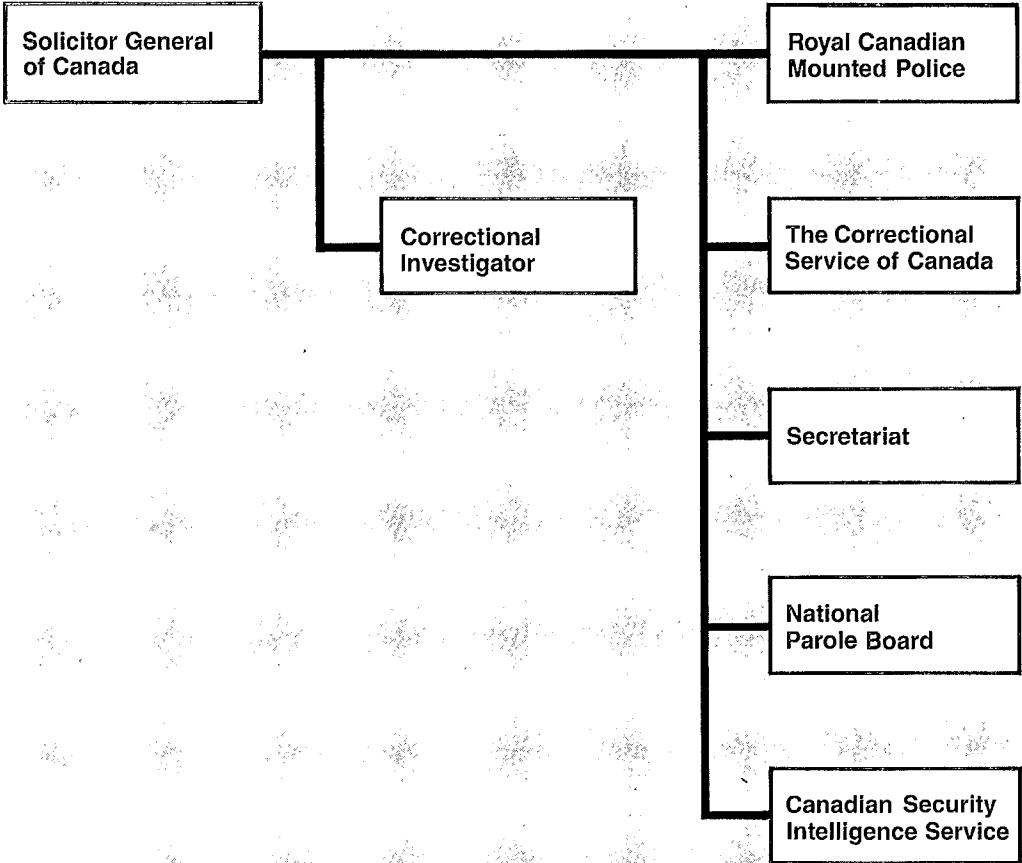 Solicitor General
of Canada
Royal Canadian
Mounted Police
Correctional
Investigator
The Correctional
Service of Canada
Secretariat
National
Parole Board
Canadian Security
Intelligence Service